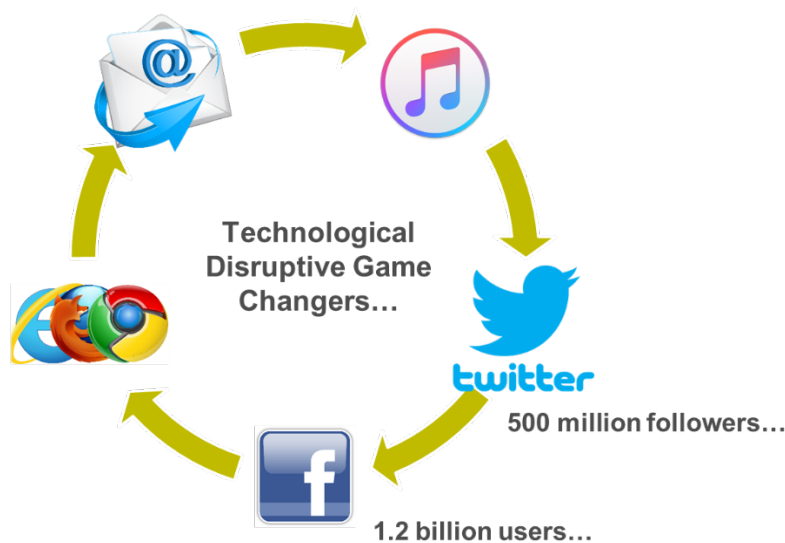 @
Technological
Disruptive Game
Changers...
twitter
500 million followers...
f
1.2 billion users...